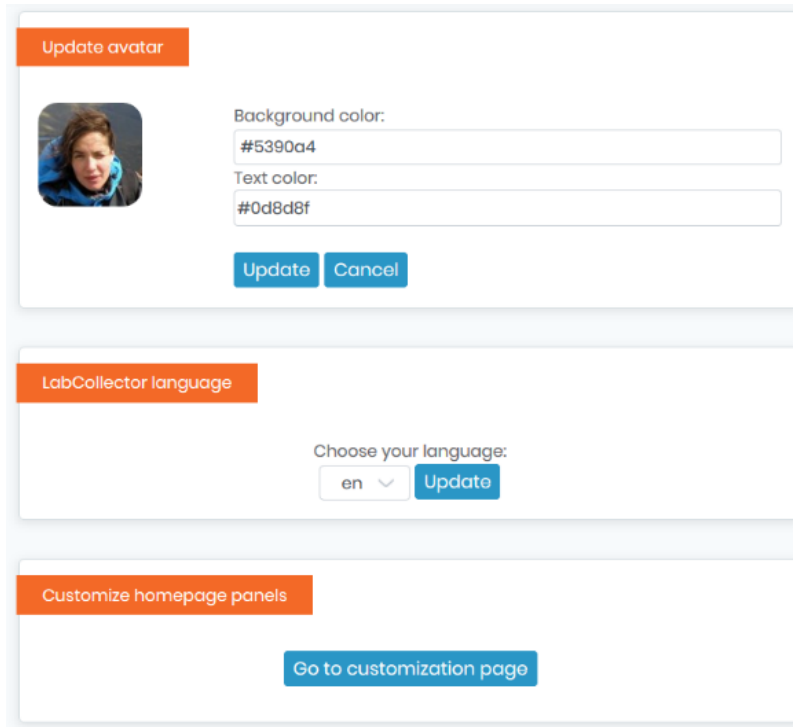 Update avatar
Background color:
#5390a4
Text color:
#0d8d8f
Update Cancel
LabCollector language
Choose your language:
en Update
Customize homepage panels
Go to customization page